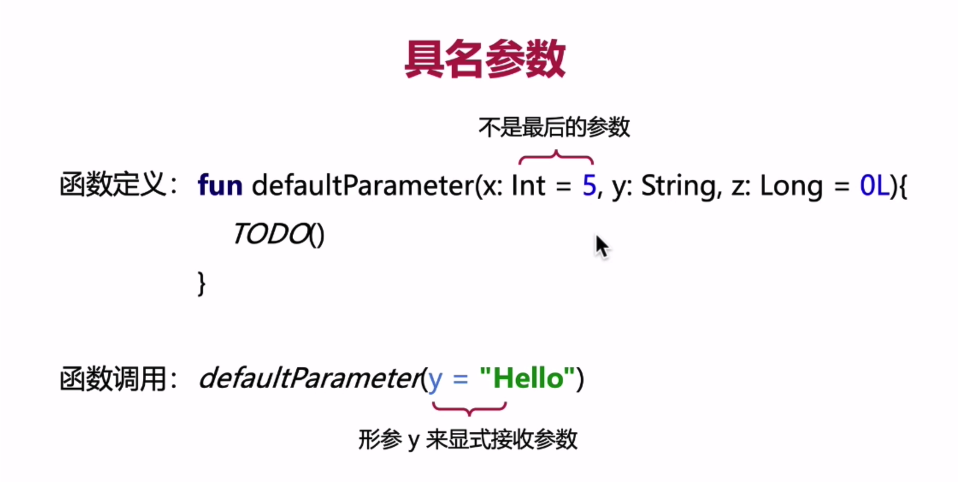 具名参数
不是最后的参数
函数定义： fun defaultParameter(x: Int = 5, y: String, z: Long = 0L){
TODO()
}
函数调用： defaultParameter(y = "Hello")
形参 y 来显式接收参数